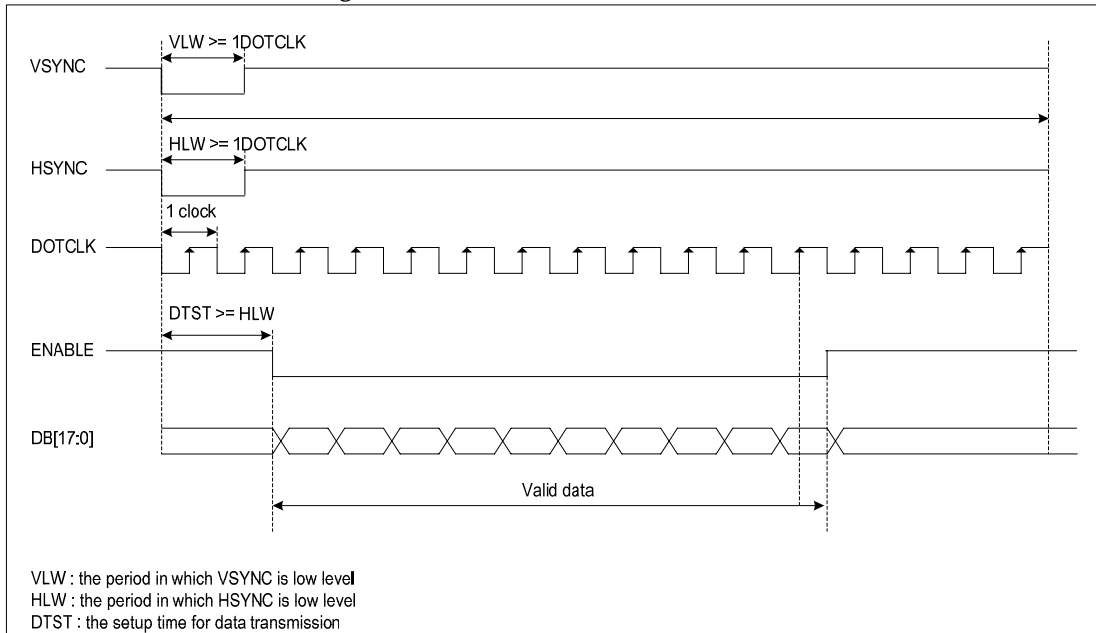 VLW >= 1DOTCLK
VSYNC
HLW >= 1DOTCLK
HSYNC
1 clock
DOTCLK
DTST >= HLW
ENABLE
DB[17:0]
Valid data
VLW : the period in which VSYNC is low level
HLW : the period in which HSYNC is low level
DTST : the setup time for data transmission